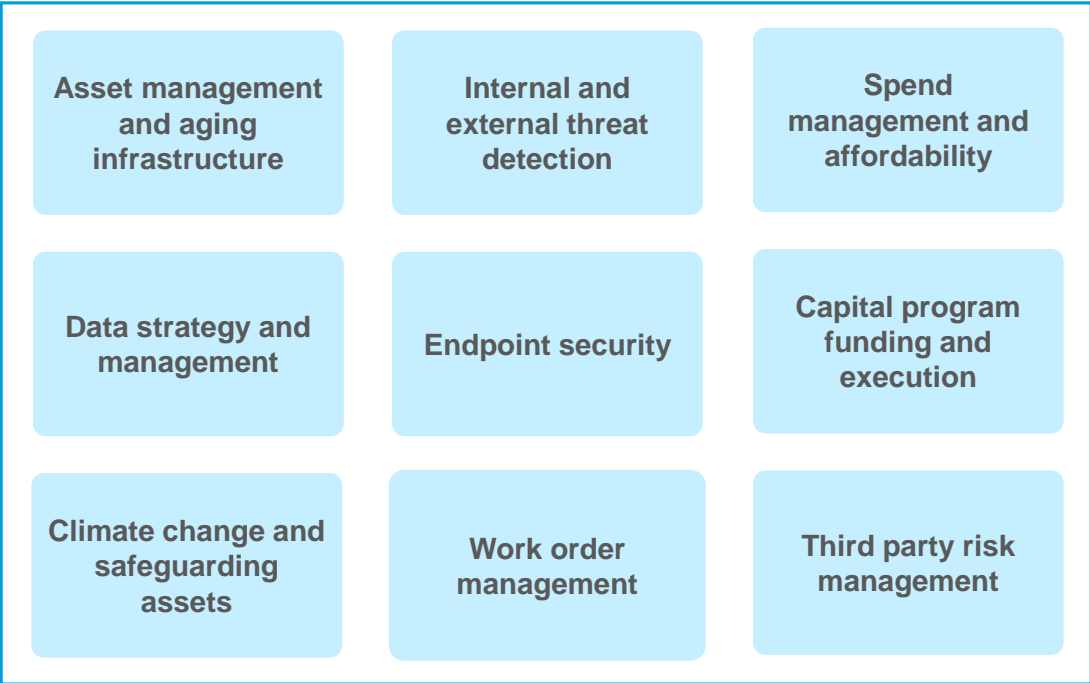 Asset management
and aging
infrastructure
Internal and
external threat
detection
Spend
management and
affordability
Data strategy and
management
Endpoint security
Capital program
funding and
execution
Climate change and
safeguarding
assets
Work order
management
Third party risk
management